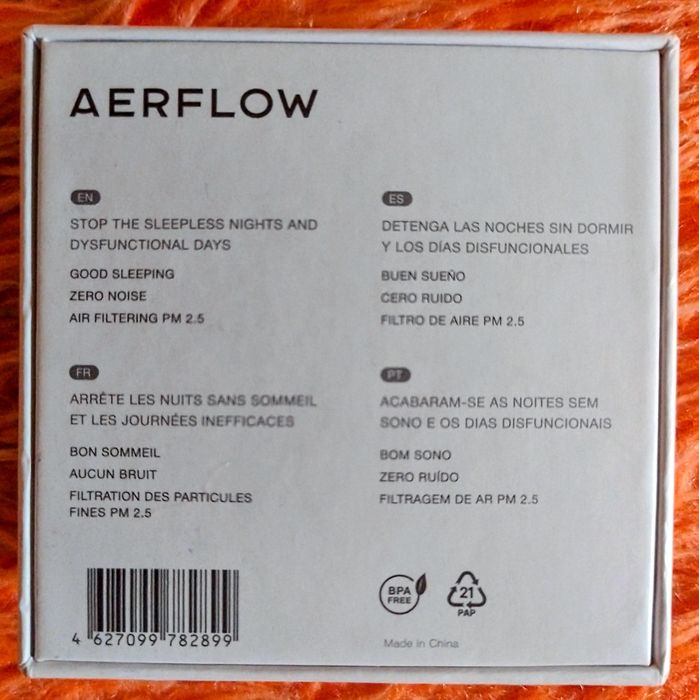 AERFLOW
EN
STOP THE SLEEPLESS NIGHTS AND
DYSFUNCTIONAL DAYS
GOOD SLEEPING
ZERO NOISE
AIR FILTERING PM 2.5
ES
DETENGA LAS NOCHES SIN DORMIR
Y LOS DÍAS DISFUNCIONALES
BUEN SUEÑO
CERO RUIDO
FILTRO DE AIRE PM 2.5
FR
ARRÊTE LES NUITS SANS SOMMEIL
ET LES JOURNÉES INEFFICACES
BON SOMMEIL
AUCUN BRUIT
FILTRATION DES PARTICULES
FINES PM 2.5
PT
ACABARAM-SE AS NOITES SEM
SONO E OS DIAS DISFUNCIONAIS
BOM SONO
ZERO RUÍDO
FILTRAGEM DE AR PM 2.5
4 627099 782899
BPA
FREE
21
PAP
Made in China